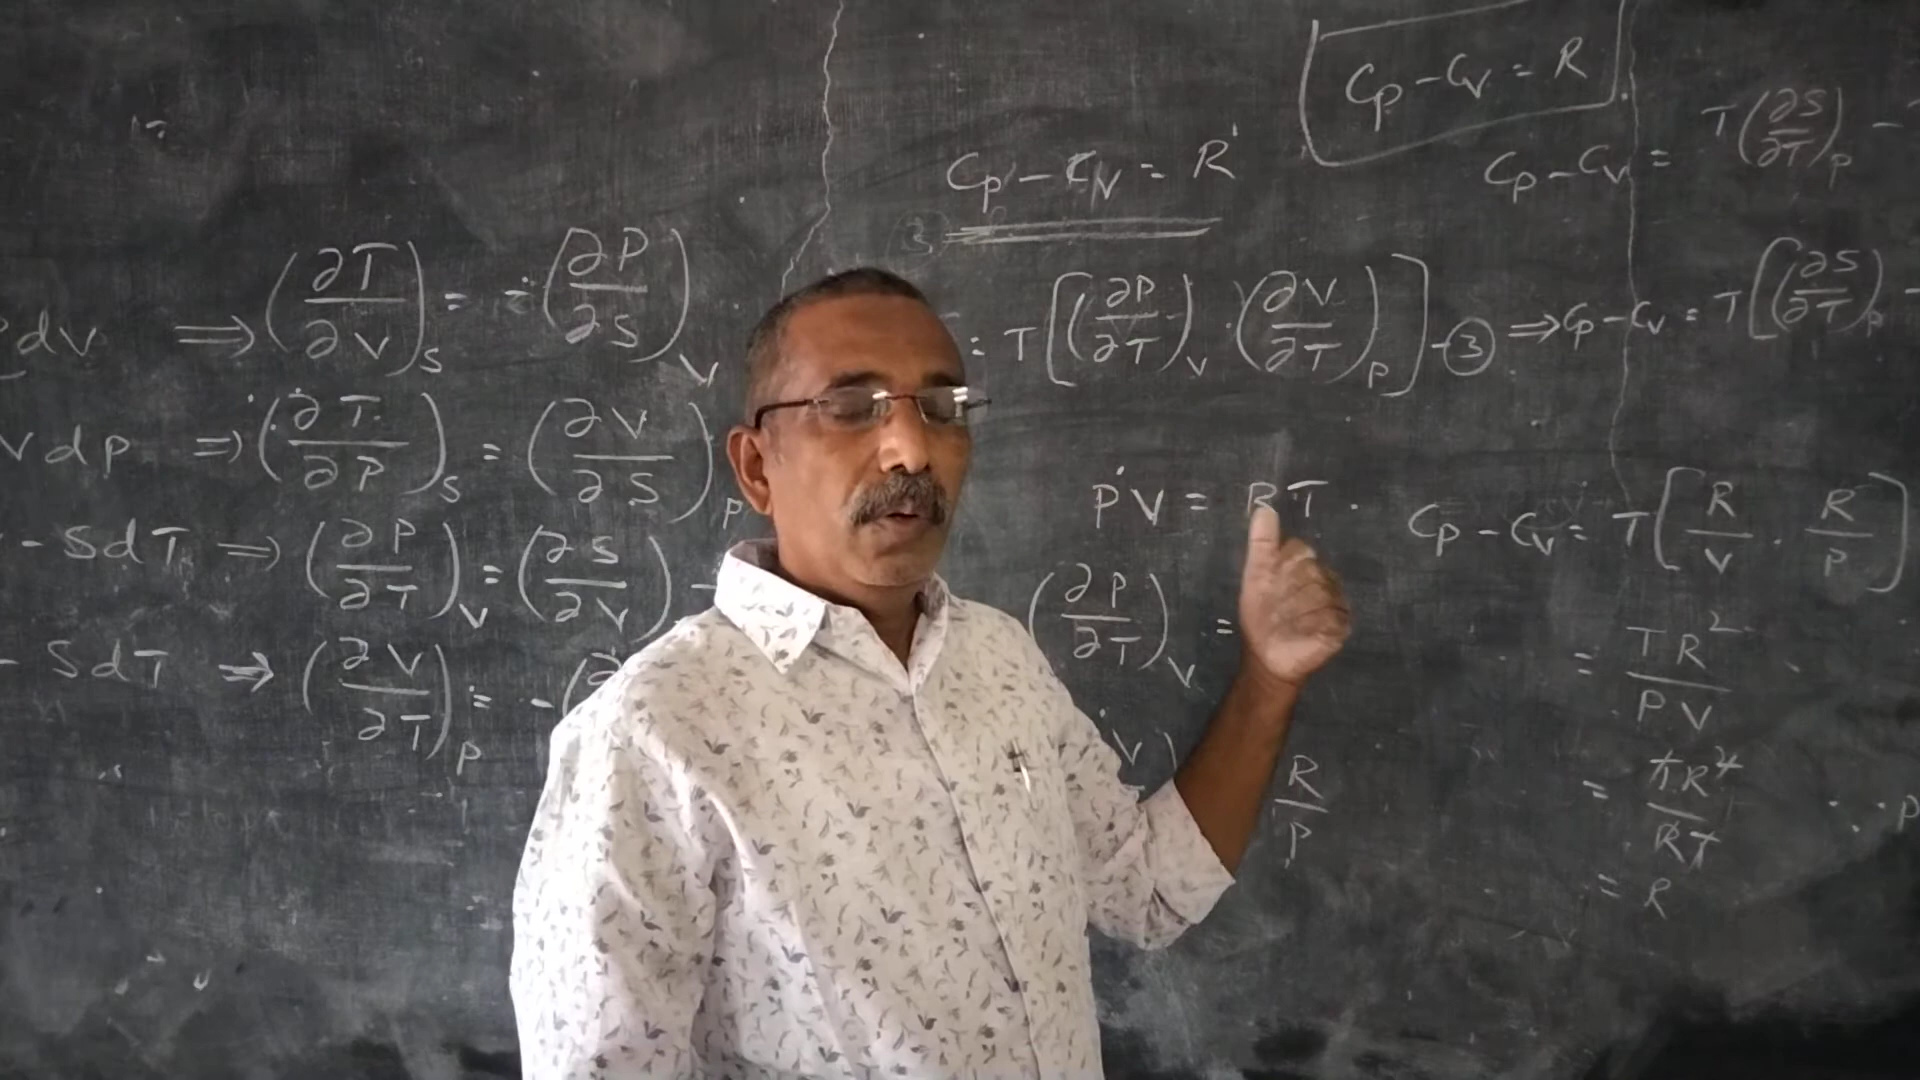 Cp - Cv = R
Cp - Cv = R
Cp - Cv = T(∂S/∂T)p -
dv ⇒ (∂T/∂V)s = -(∂P/∂S)v
= T[(∂P/∂T)v · (∂V/∂T)p] - ③ ⇒ Cp - Cv = T[(∂S/∂T)p -
Vdp ⇒ (∂T/∂P)s = (∂V/∂S)p
PV = RT
Cp - Cv = T[R/V · R/P]
- SdT ⇒ (∂P/∂T)v = (∂S/∂V)
(∂P/∂T)v =
= TR²/PV
- SdT ⇒ (∂V/∂T)p = -(∂
V)
R/P
= TR²/RT
∴ P
= R